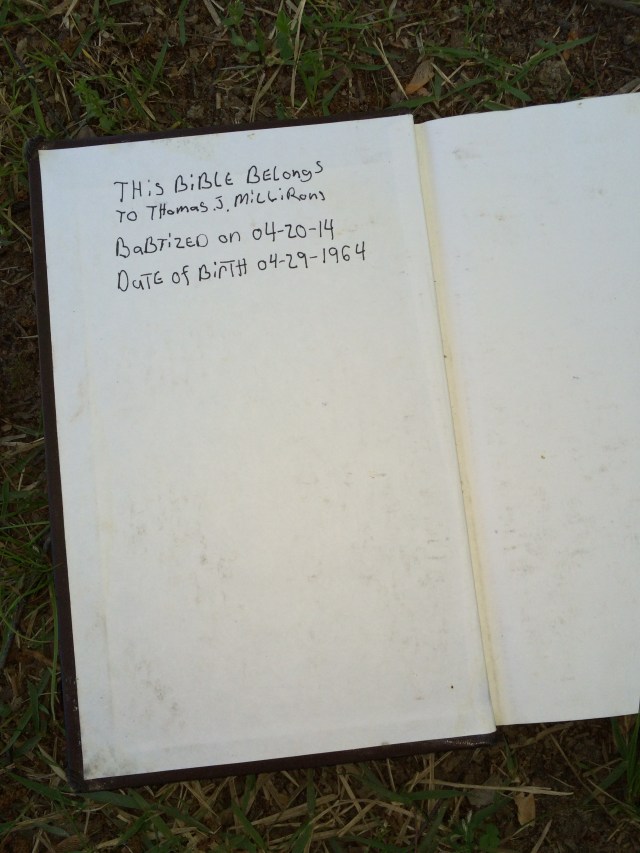 THiS BiBLE BELongS
TO THomas J. MiLLiRons
BaBTiZED on 04-20-14
DaTE of BirTH 04-29-1964